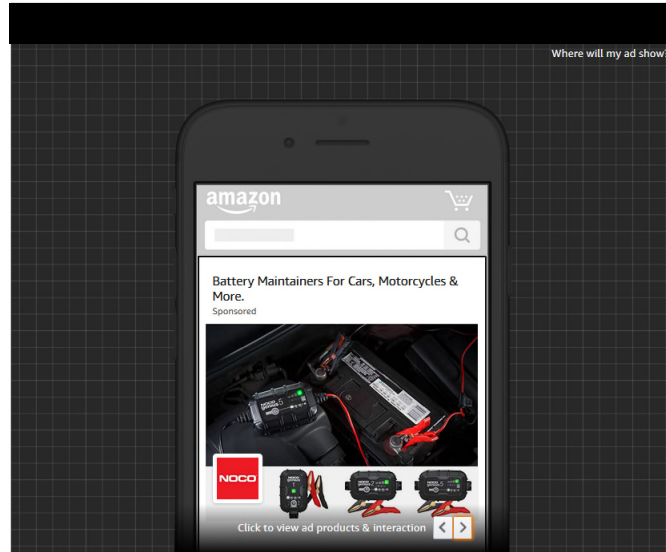 Where will my ad show?
amazon
Battery Maintainers For Cars, Motorcycles &
More.
Sponsored
NOCO
Click to view ad products & interaction